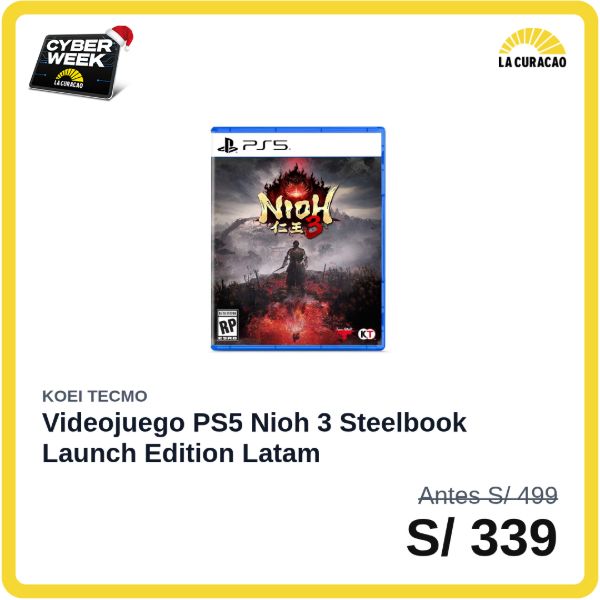 CYBER
WEEK
LA CURACAO
LA CURACAO
PS5
NIOH
仁王3
RP
ESRB
KT
KOEI TECMO
Videojuego PS5 Nioh 3 Steelbook
Launch Edition Latam
Antes S/ 499
S/ 339